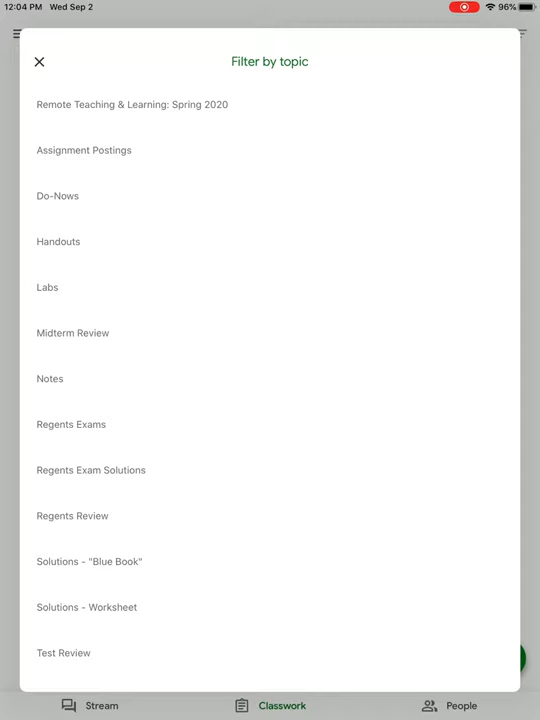 12:04 PM Wed Sep 2 96%
Filter by topic
Remote Teaching & Learning: Spring 2020
Assignment Postings
Do-Nows
Handouts
Labs
Midterm Review
Notes
Regents Exams
Regents Exam Solutions
Regents Review
Solutions - "Blue Book"
Solutions - Worksheet
Test Review
Stream Classwork People